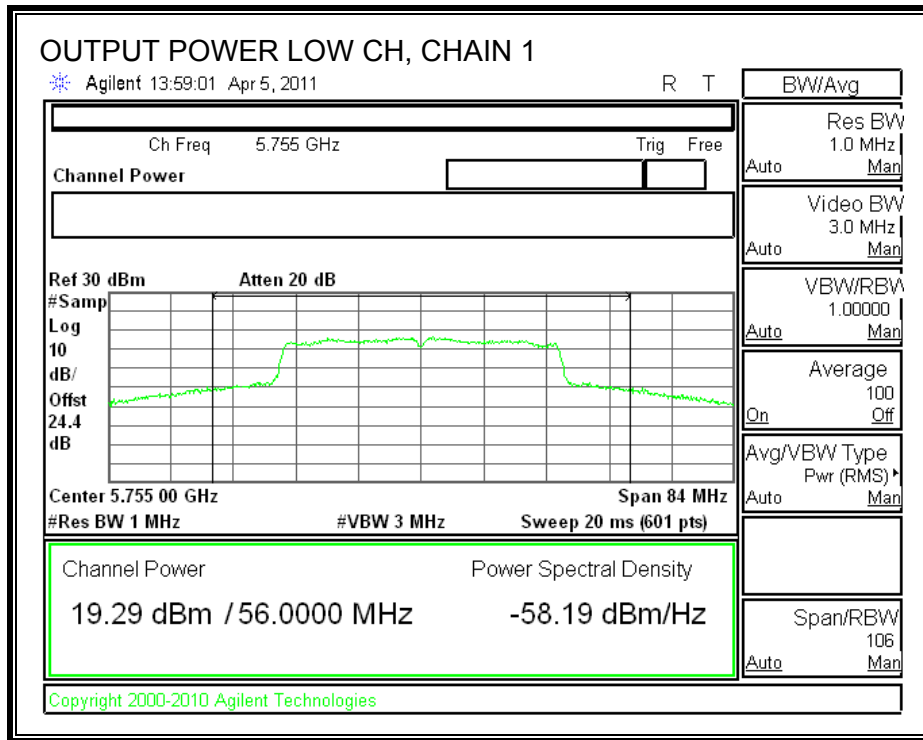 OUTPUT POWER LOW CH, CHAIN 1
Agilent 13:59:01 Apr 5, 2011 R T
BW/Avg
Ch Freq 5.755 GHz Trig Free
Channel Power
Res BW
1.0 MHz
Auto Man
Video BW
3.0 MHz
Auto Man
Ref 30 dBm Atten 20 dB
#Samp
Log
10
dB/
Offst
24.4
dB
VBW/RBW
1.00000
Auto Man
Average
100
On Off
Avg/VBW Type
Pwr (RMS)
Auto Man
Center 5.755 00 GHz Span 84 MHz
#Res BW 1 MHz #VBW 3 MHz Sweep 20 ms (601 pts)
Channel Power Power Spectral Density
19.29 dBm / 56.0000 MHz -58.19 dBm/Hz
Span/RBW
106
Auto Man
Copyright 2000-2010 Agilent Technologies